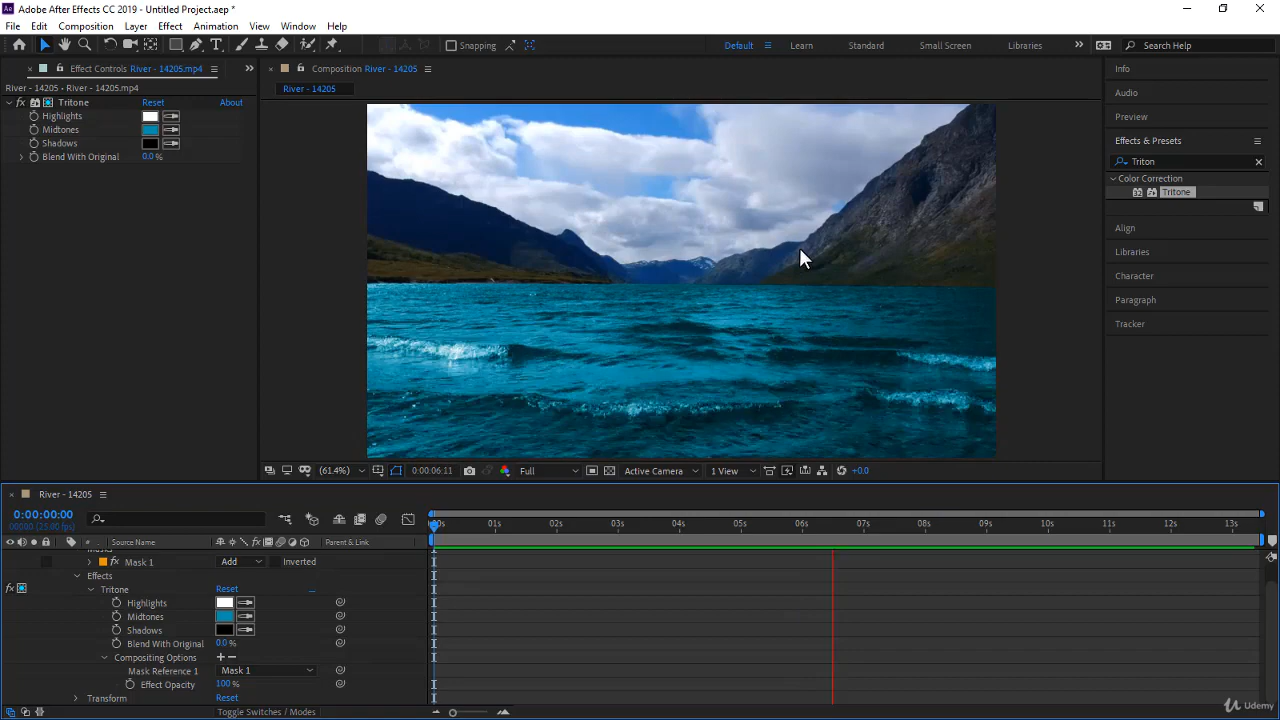 Adobe After Effects CC 2019 - Untitled Project.aep *
File Edit Composition Layer Effect Animation View Window Help
Snapping Default Learn Standard Small Screen Libraries Search Help
Effect Controls River - 14205.mp4
Composition River - 14205
Info
River - 14205 • River - 14205.mp4
River - 14205
Audio
fx Tritone Reset About
Highlights
Preview
Midtones
Shadows
Effects & Presets
Blend With Original 0.0 %
Triton
Color Correction
Tritone
Align
Libraries
Character
Paragraph
Tracker
(61.4%) 0:00:06:11 Full Active Camera 1 View +0.0
River - 14205
0:00:00:00
00000 (25.00 fps)
:00s 01s 02s 03s 04s 05s 06s 07s 08s 09s 10s 11s 12s 13s
# Source Name Parent & Link
Masks
Mask 1 Add Inverted
Effects
fx Tritone Reset ...
Highlights
Midtones
Shadows
Blend With Original 0.0 %
Compositing Options + −
Mask Reference 1 Mask 1
Effect Opacity 100 %
Transform Reset
Toggle Switches / Modes
Udemy